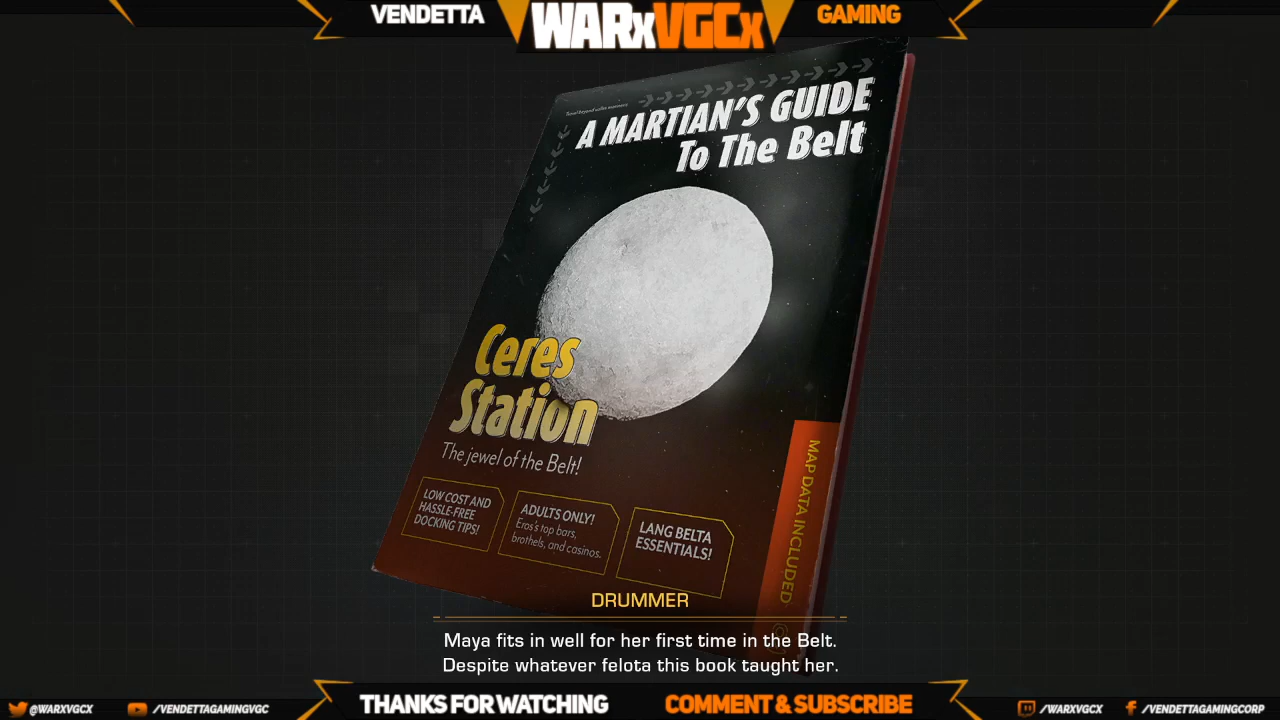 VENDETTA
WARxVGCx
GAMING
A MARTIAN'S GUIDE
To The Belt
Ceres
Station
The jewel of the Belt!
LOW COST AND
HASSLE-FREE
DOCKING TIPS!
ADULTS ONLY!
Eros's top bars,
brothels, and casinos.
LANG BELTA
ESSENTIALS!
MAP DATA INCLUDED
DRUMMER
Maya fits in well for her first time in the Belt.
Despite whatever felota this book taught her.
@WARXVGCX
/VENDETTAGAMINGVGC
THANKS FOR WATCHING
COMMENT & SUBSCRIBE
/WARXVGCX
/VENDETTAGAMINGCORP